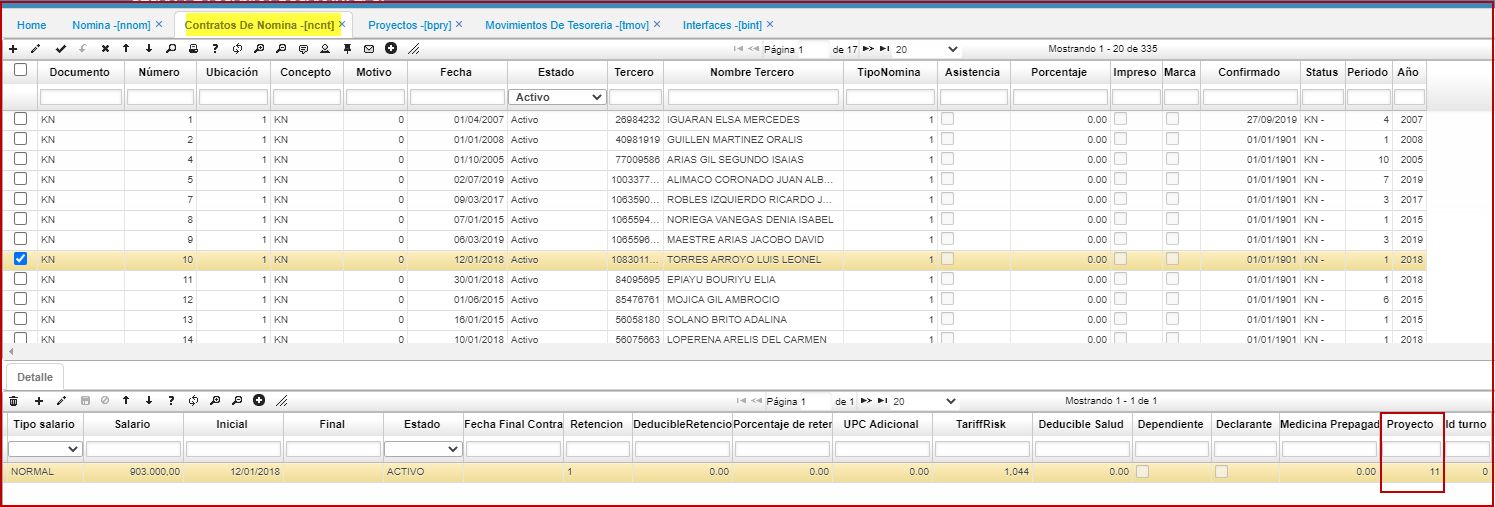 Home Nomina -[nnom] × Contratos De Nomina -[ncnt] × Proyectos -[bpry] × Movimientos De Tesoreria -[tmov] × Interfaces -[bint] ×
Página 1 de 17 20 Mostrando 1 - 20 de 335
Documento Número Ubicación Concepto Motivo Fecha Estado Tercero Nombre Tercero TipoNomina Asistencia Porcentaje Impreso Marca Confirmado Status Periodo Año
Activo
KN 1 1 KN 0 01/04/2007 Activo 26984232 IGUARAN ELSA MERCEDES 1 0.00 27/09/2019 KN - 4 2007
KN 2 1 KN 0 01/01/2008 Activo 40981919 GUILLEN MARTINEZ ORALIS 1 0.00 01/01/1901 KN - 1 2008
KN 4 1 KN 0 01/10/2005 Activo 77009586 ARIAS GIL SEGUNDO ISAIAS 1 0.00 01/01/1901 KN - 10 2005
KN 5 1 KN 0 02/07/2019 Activo 1003377... ALIMACO CORONADO JUAN ALB... 1 0.00 01/01/1901 KN - 7 2019
KN 7 1 KN 0 09/03/2017 Activo 1063590... ROBLES IZQUIERDO RICARDO J... 1 0.00 01/01/1901 KN - 3 2017
KN 8 1 KN 0 07/01/2015 Activo 1065594... NORIEGA VANEGAS DENIA ISABEL 1 0.00 01/01/1901 KN - 1 2015
KN 9 1 KN 0 06/03/2019 Activo 1065596... MAESTRE ARIAS JACOBO DAVID 1 0.00 01/01/1901 KN - 3 2019
KN 10 1 KN 0 12/01/2018 Activo 1083011... TORRES ARROYO LUIS LEONEL 1 0.00 01/01/1901 KN - 1 2018
KN 11 1 KN 0 30/01/2018 Activo 84095695 EPIAYU BOURIYU ELIA 1 0.00 01/01/1901 KN - 1 2018
KN 12 1 KN 0 01/06/2015 Activo 85476761 MOJICA GIL AMBROCIO 1 0.00 01/01/1901 KN - 6 2015
KN 13 1 KN 0 16/01/2015 Activo 56058180 SOLANO BRITO ADALINA 1 0.00 01/01/1901 KN - 1 2015
KN 14 1 KN 0 10/01/2018 Activo 56075663 LOPERENA ARELIS DEL CARMEN 1 0.00 01/01/1901 KN - 1 2018
Detalle
Página 1 de 1 20 Mostrando 1 - 1 de 1
Tipo salario Salario Inicial Final Estado Fecha Final Contra Retencion DeducibleRetencio Porcentaje de reter UPC Adicional TariffRisk Deducible Salud Dependiente Declarante Medicina Prepagad Proyecto Id turno
NORMAL 903.000,00 12/01/2018 ACTIVO 1 0.00 0.00 0.00 1,044 0.00 0.00 11 0